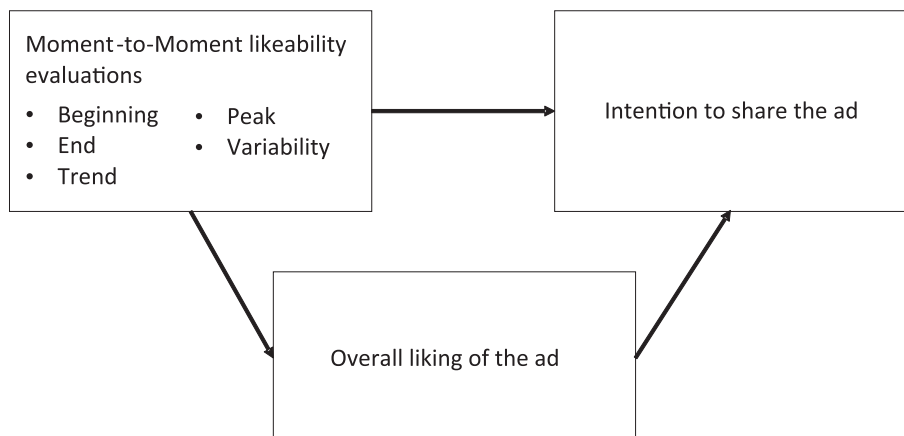 Moment-to-Moment likeability
evaluations
• Beginning
• End
• Trend
• Peak
• Variability
Intention to share the ad
Overall liking of the ad